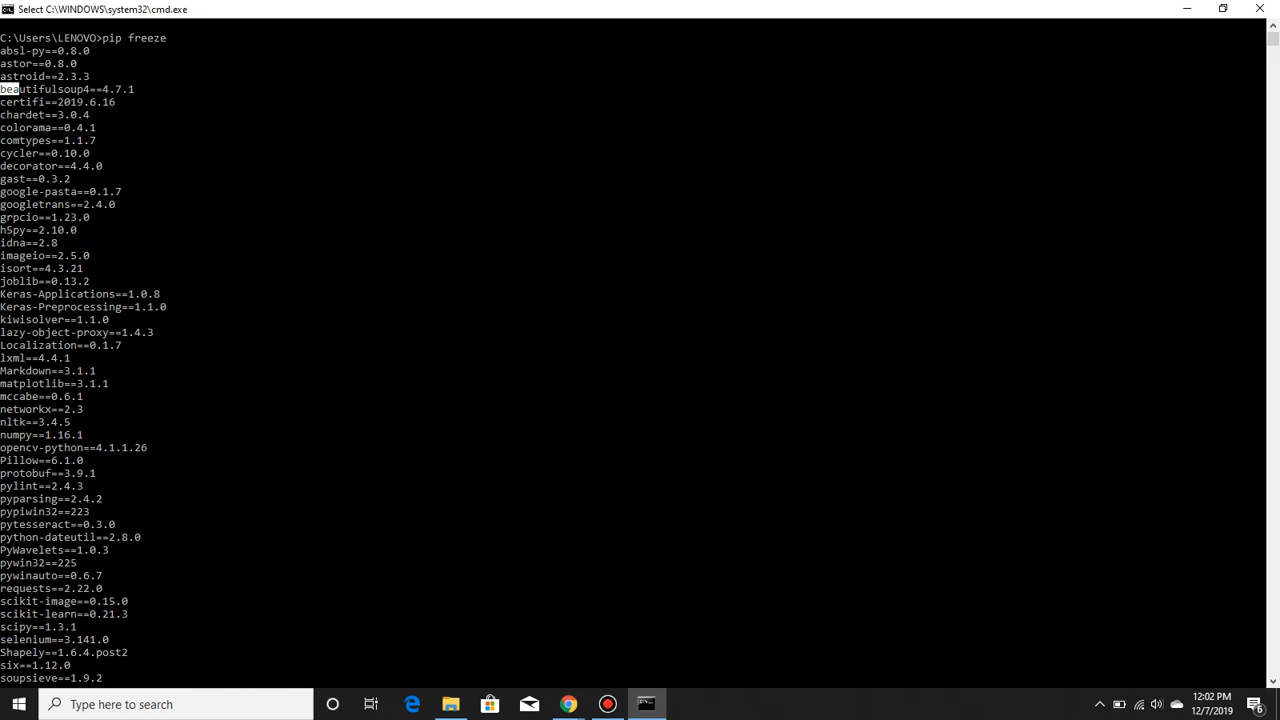 Select C:\WINDOWS\system32\cmd.exe
C:\Users\LENOVO>pip freeze
absl-py==0.8.0
astor==0.8.0
astroid==2.3.3
beautifulsoup4==4.7.1
certifi==2019.6.16
chardet==3.0.4
colorama==0.4.1
comtypes==1.1.7
cycler==0.10.0
decorator==4.4.0
gast==0.3.2
google-pasta==0.1.7
googletrans==2.4.0
grpcio==1.23.0
h5py==2.10.0
idna==2.8
imageio==2.5.0
isort==4.3.21
joblib==0.13.2
Keras-Applications==1.0.8
Keras-Preprocessing==1.1.0
kiwisolver==1.1.0
lazy-object-proxy==1.4.3
Localization==0.1.7
lxml==4.4.1
Markdown==3.1.1
matplotlib==3.1.1
mccabe==0.6.1
networkx==2.3
nltk==3.4.5
numpy==1.16.1
opencv-python==4.1.1.26
Pillow==6.1.0
protobuf==3.9.1
pylint==2.4.3
pyparsing==2.4.2
pypiwin32==223
pytesseract==0.3.0
python-dateutil==2.8.0
PyWavelets==1.0.3
pywin32==225
pywinauto==0.6.7
requests==2.22.0
scikit-image==0.15.0
scikit-learn==0.21.3
scipy==1.3.1
selenium==3.141.0
Shapely==1.6.4.post2
six==1.12.0
soupsieve==1.9.2
Type here to search
12:02 PM
12/7/2019
6